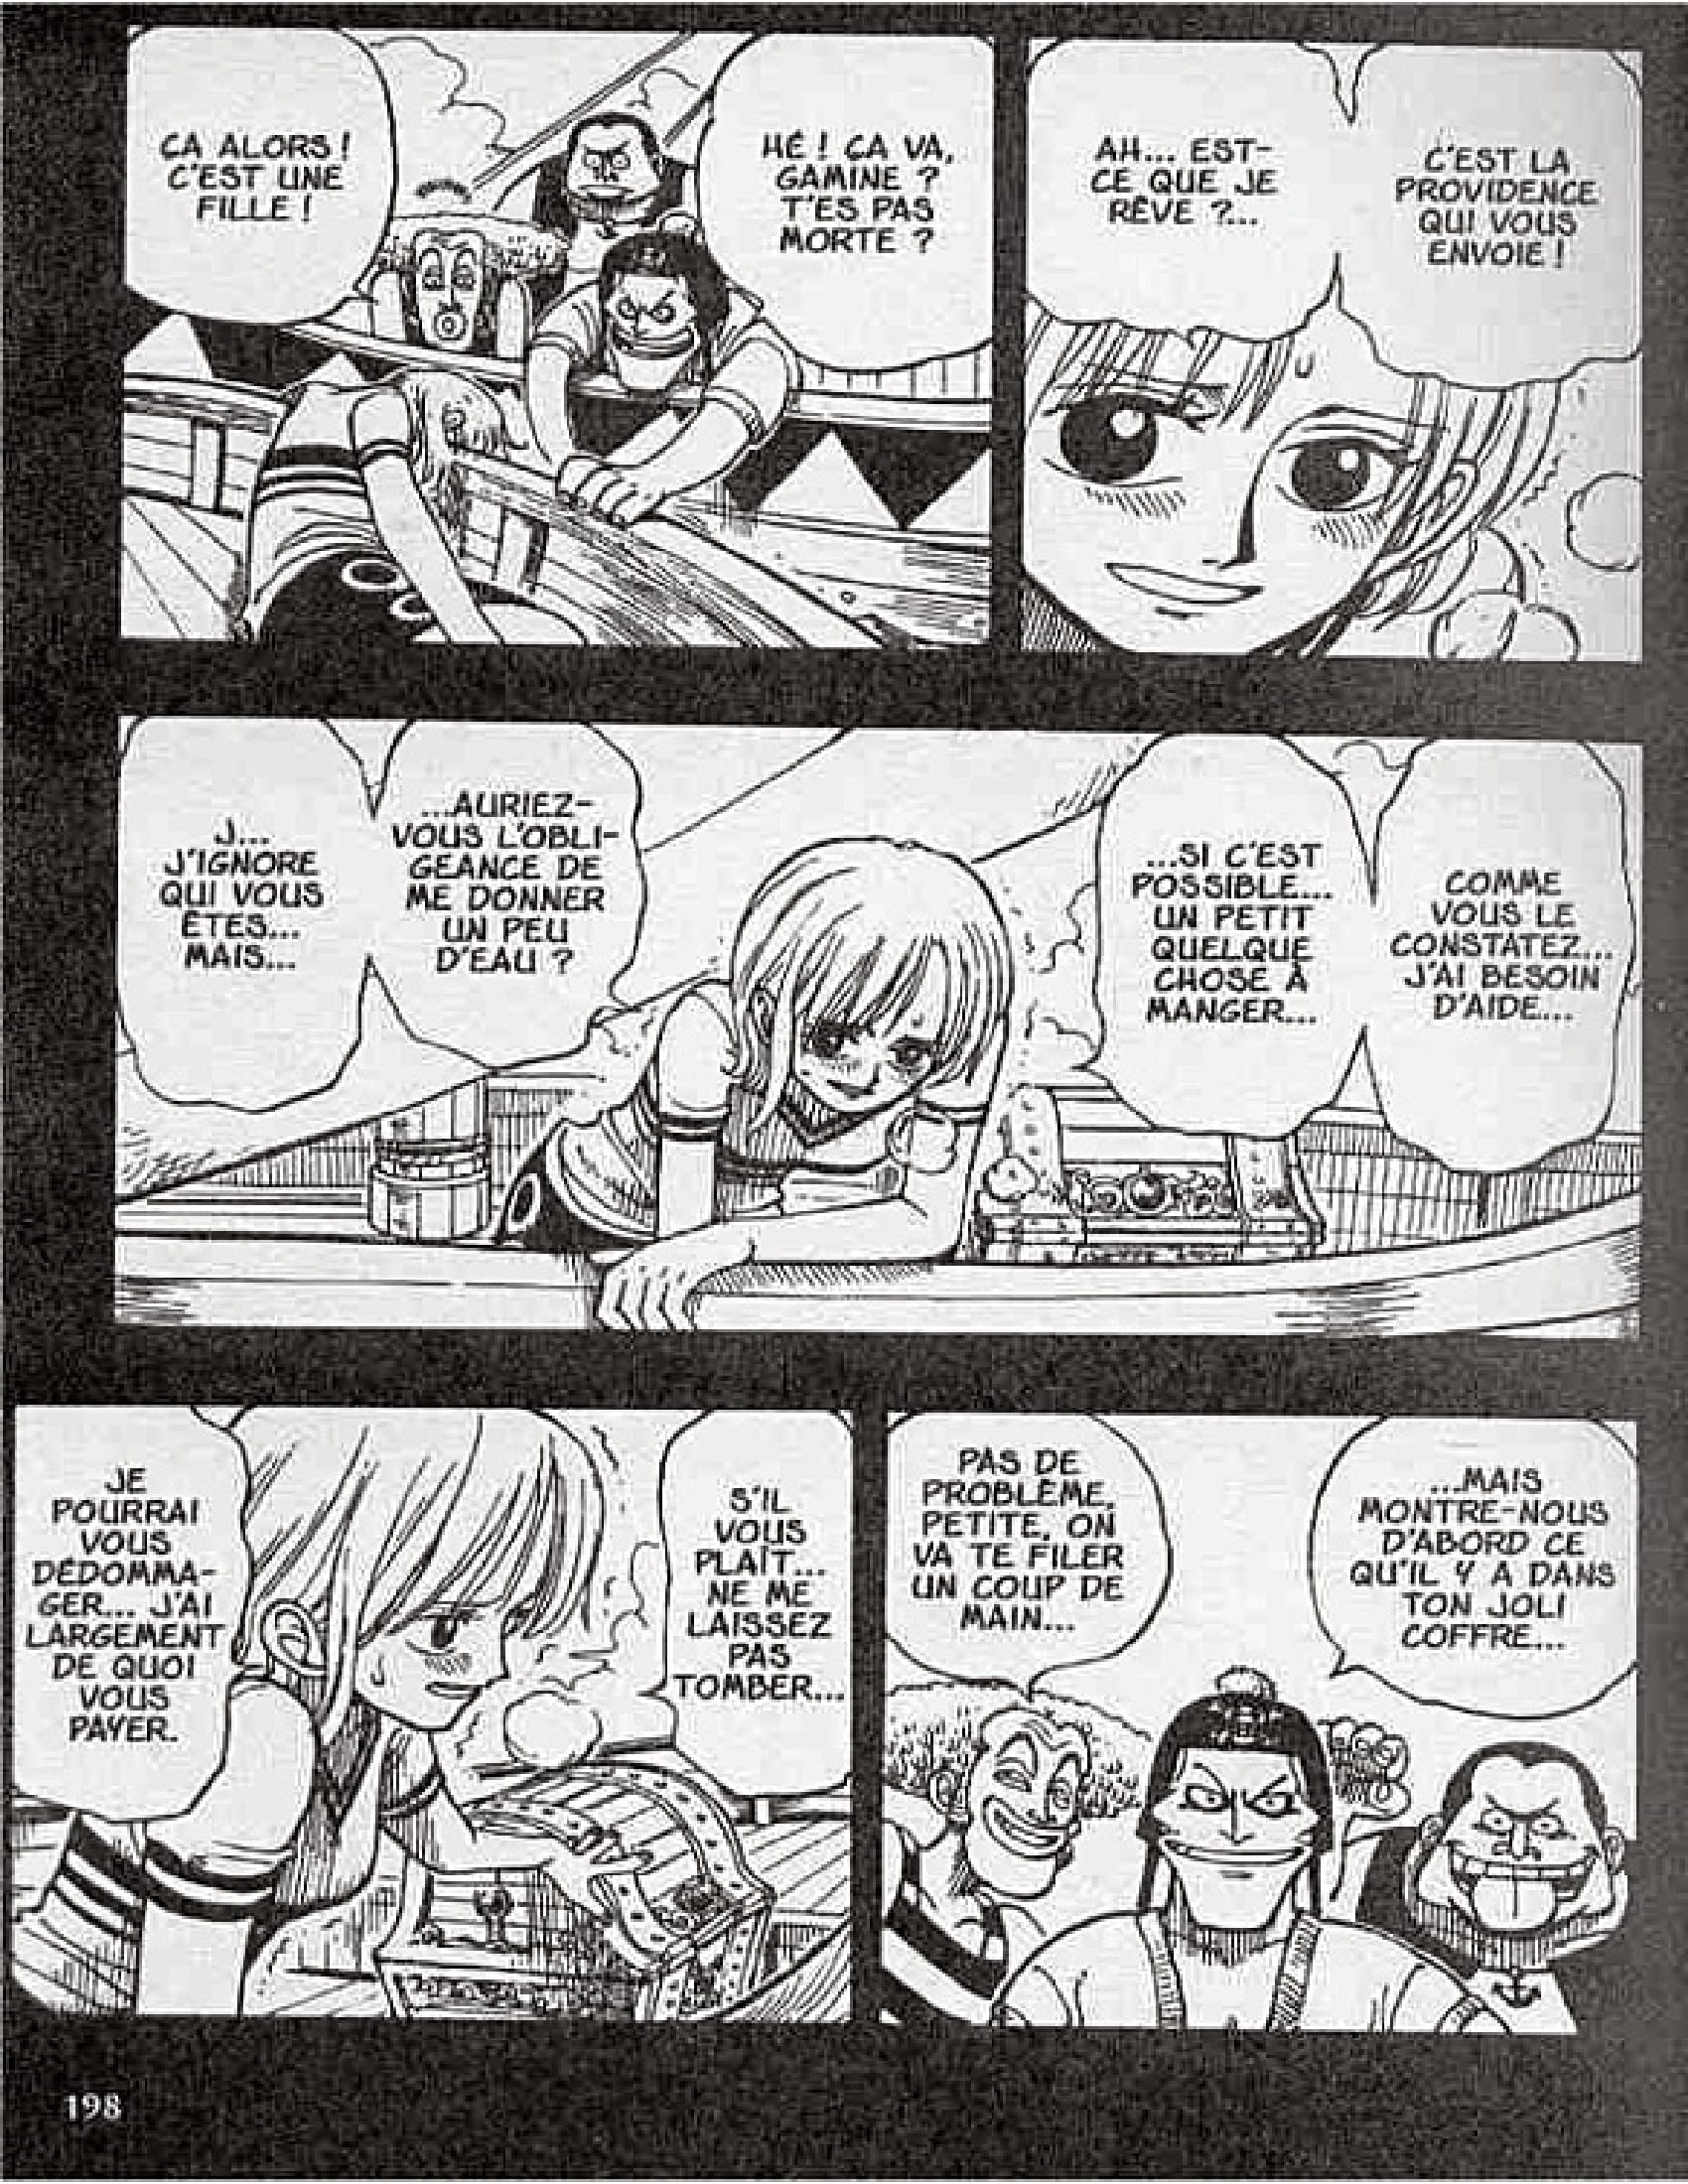 ÇA ALORS !
C'EST UNE
FILLE !
HÉ ! ÇA VA,
GAMINE ?
T'ES PAS
MORTE ?
AH... EST-
CE QUE JE
RÊVE ?...
C'EST LA
PROVIDENCE
QUI VOUS
ENVOIE !
J...
J'IGNORE
QUI VOUS
ÊTES...
MAIS...
...AURIEZ-
VOUS L'OBLI-
GEANCE DE
ME DONNER
UN PEU
D'EAU ?
...SI C'EST
POSSIBLE...
UN PETIT
QUELQUE
CHOSE À
MANGER...
COMME
VOUS LE
CONSTATEZ...
J'AI BESOIN
D'AIDE...
JE
POURRAI
VOUS
DÉDOMMA-
GER... J'AI
LARGEMENT
DE QUOI
VOUS
PAYER.
S'IL
VOUS
PLAÎT...
NE ME
LAISSEZ
PAS
TOMBER...
PAS DE
PROBLÈME,
PETITE, ON
VA TE FILER
UN COUP DE
MAIN...
...MAIS
MONTRE-NOUS
D'ABORD CE
QU'IL Y A DANS
TON JOLI
COFFRE...
198